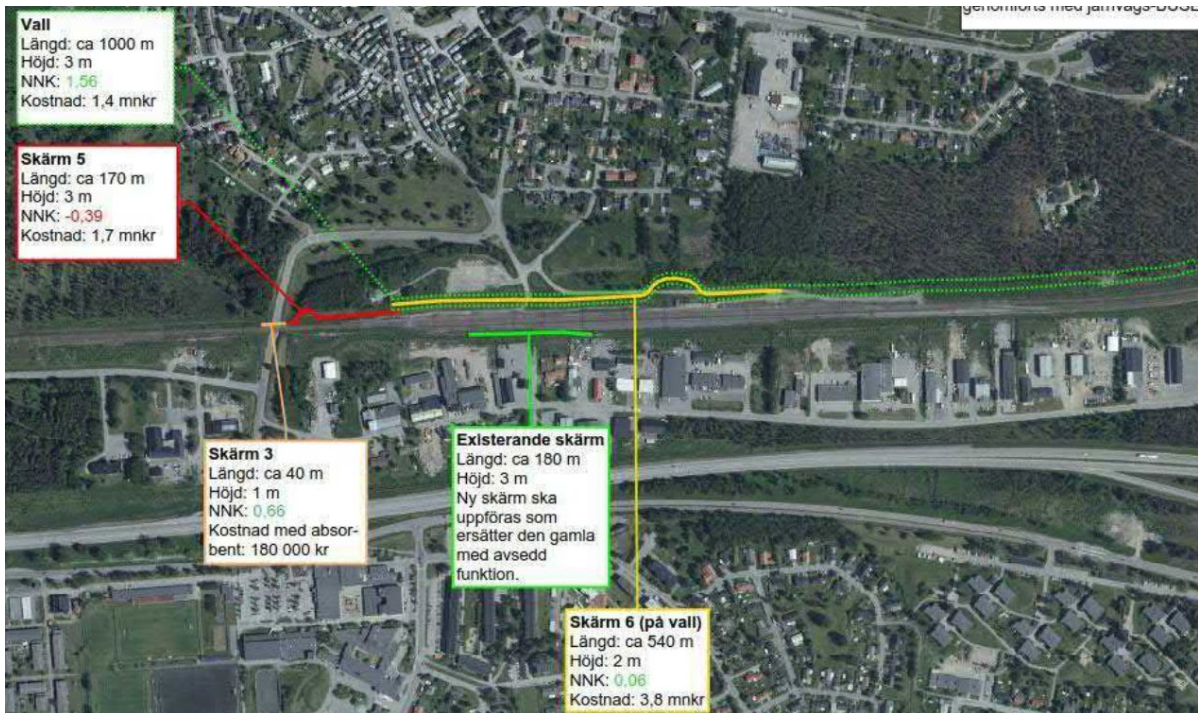 Vall
Längd: ca 1000 m
Höjd: 3 m
NNK: 1,56
Kostnad: 1,4 mnkr
Skärm 5
Längd: ca 170 m
Höjd: 3 m
NNK: -0,39
Kostnad: 1,7 mnkr
Skärm 3
Längd: ca 40 m
Höjd: 1 m
NNK: 0,66
Kostnad med absor-
bent: 180 000 kr
Existerande skärm
Längd: ca 180 m
Höjd: 3 m
Ny skärm ska
uppföras som
ersätter den gamla
med avsedd
funktion.
Skärm 6 (på vall)
Längd: ca 540 m
Höjd: 2 m
NNK: 0,06
Kostnad: 3,8 mnkr